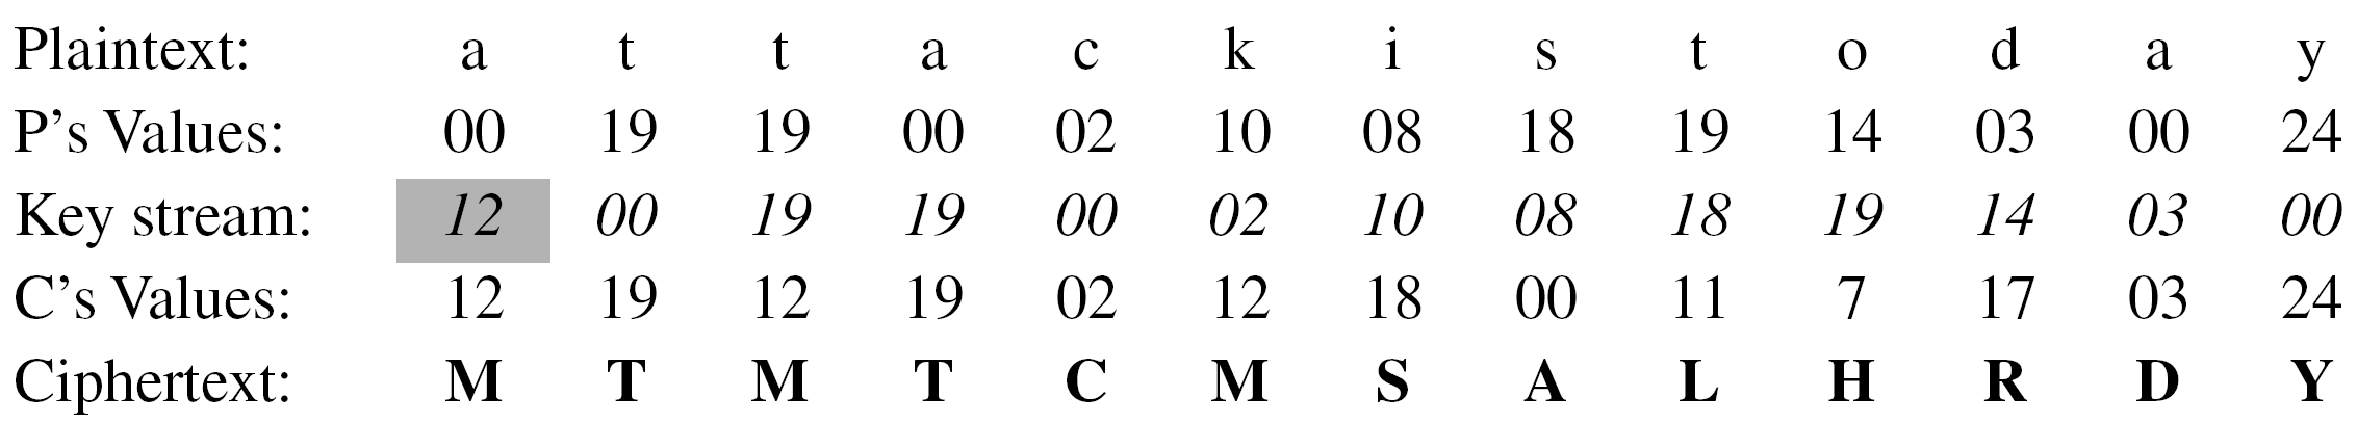 Plaintext: a t t a c k i s t o d a y
P’s Values: 00 19 19 00 02 10 08 18 19 14 03 00 24
Key stream: 12 00 19 19 00 02 10 08 18 19 14 03 00
C’s Values: 12 19 12 19 02 12 18 00 11 7 17 03 24
Ciphertext: M T M T C M S A L H R D Y